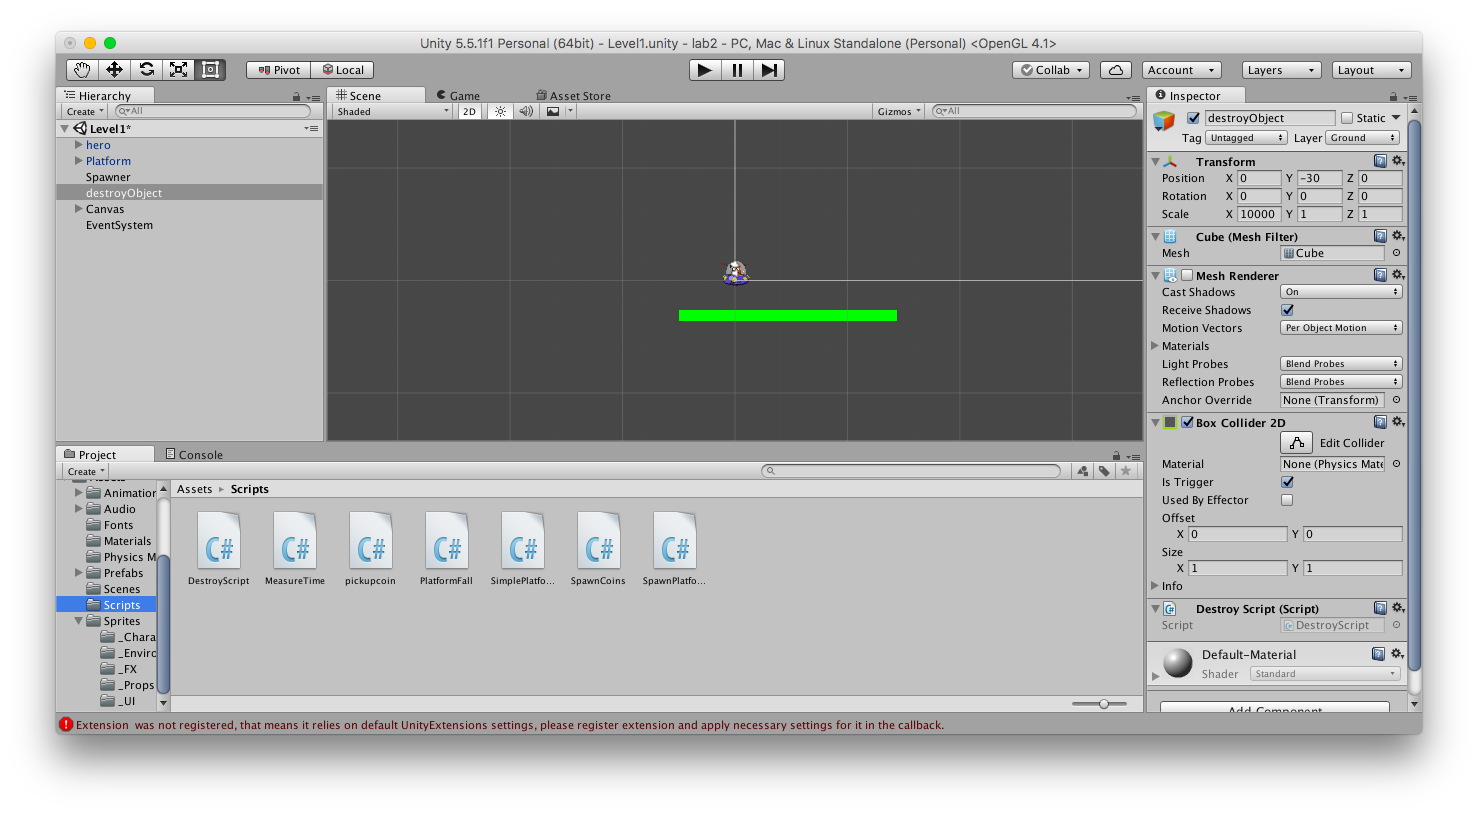 Unity 5.5.1f1 Personal (64bit) - Level1.unity - lab2 - PC, Mac & Linux Standalone (Personal) <OpenGL 4.1>
Pivot Local Collab Account Layers Layout
Hierarchy
Create All
Level1*
hero
Platform
Spawner
destroyObject
Canvas
EventSystem
Scene Game Asset Store
Shaded 2D Gizmos All
Inspector
destroyObject Static
Tag Untagged Layer Ground
Transform
Position X 0 Y -30 Z 0
Rotation X 0 Y 0 Z 0
Scale X 10000 Y 1 Z 1
Cube (Mesh Filter)
Mesh Cube
Mesh Renderer
Cast Shadows On
Receive Shadows
Motion Vectors Per Object Motion
Materials
Light Probes Blend Probes
Reflection Probes Blend Probes
Anchor Override None (Transform)
Box Collider 2D
Edit Collider
Material None (Physics Mate
Is Trigger
Used By Effector
Offset
X 0 Y 0
Size
X 1 Y 1
Info
Destroy Script (Script)
Script DestroyScript
Default-Material
Shader Standard
Add Component
Project Console
Create
Assets
Animation
Audio
Fonts
Materials
Physics M
Prefabs
Scenes
Scripts
Sprites
_Chara
_Enviro
_FX
_Props
_UI
Assets Scripts
C# C# C# C# C# C# C#
DestroyScript MeasureTime pickupcoin PlatformFall SimplePlatfo... SpawnCoins SpawnPlatfo...
Extension was not registered, that means it relies on default UnityExtensions settings, please register extension and apply necessary settings for it in the callback.